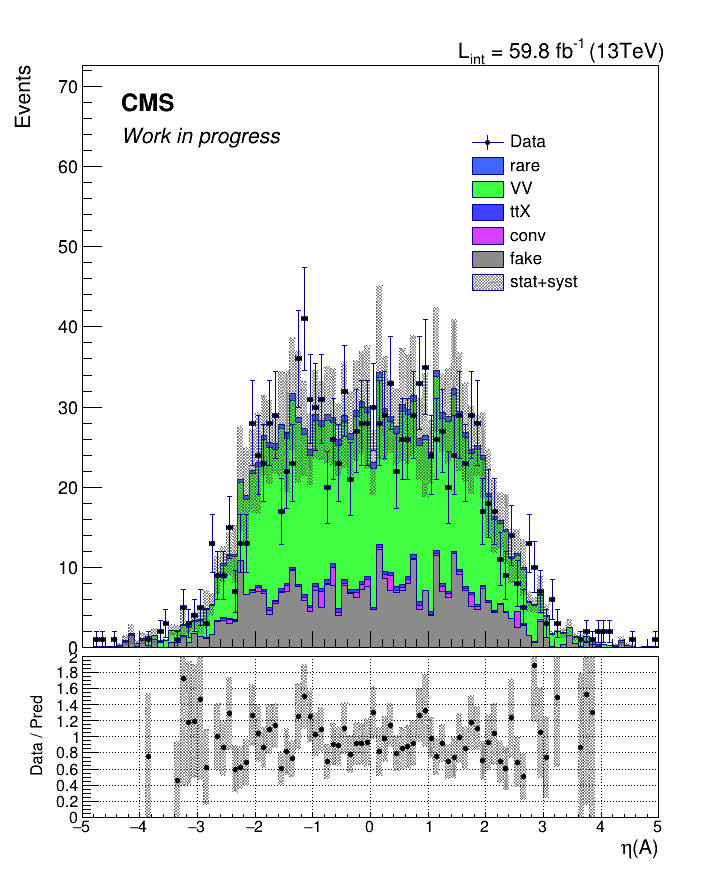 L_int = 59.8 fb^-1 (13TeV)
Events
CMS
Work in progress
Data
rare
VV
ttX
conv
fake
stat+syst
70
60
50
40
30
20
10
0
Data / Pred
2
1.8
1.6
1.4
1.2
1
0.8
0.6
0.4
0.2
0
−5 −4 −3 −2 −1 0 1 2 3 4 5
η(A)